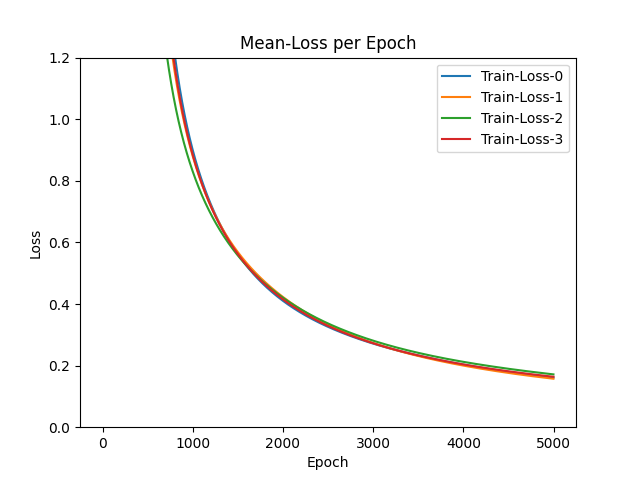 Mean-Loss per Epoch
1.2
1.0
0.8
0.6
0.4
0.2
0.0
Loss
Train-Loss-0
Train-Loss-1
Train-Loss-2
Train-Loss-3
0 1000 2000 3000 4000 5000
Epoch